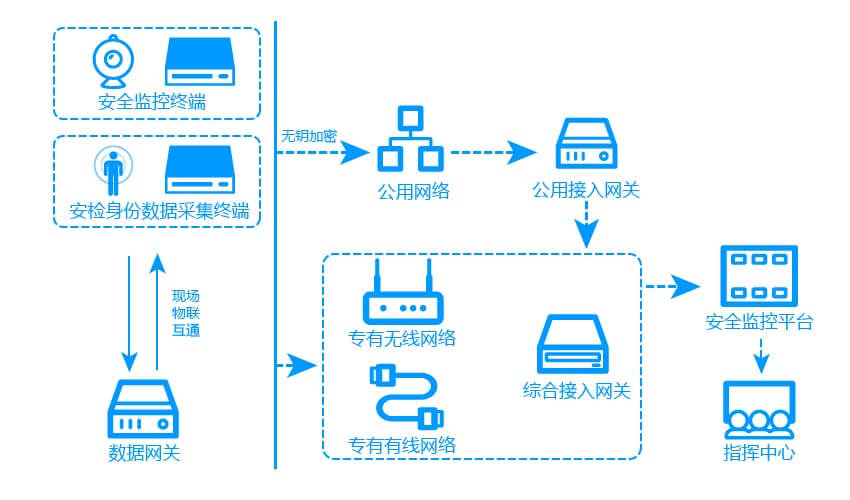 安全监控终端
安检身份数据采集终端
现场
物联
互通
数据网关
无钥加密
公用网络
公用接入网关
专有无线网络
专有有线网络
综合接入网关
安全监控平台
指挥中心